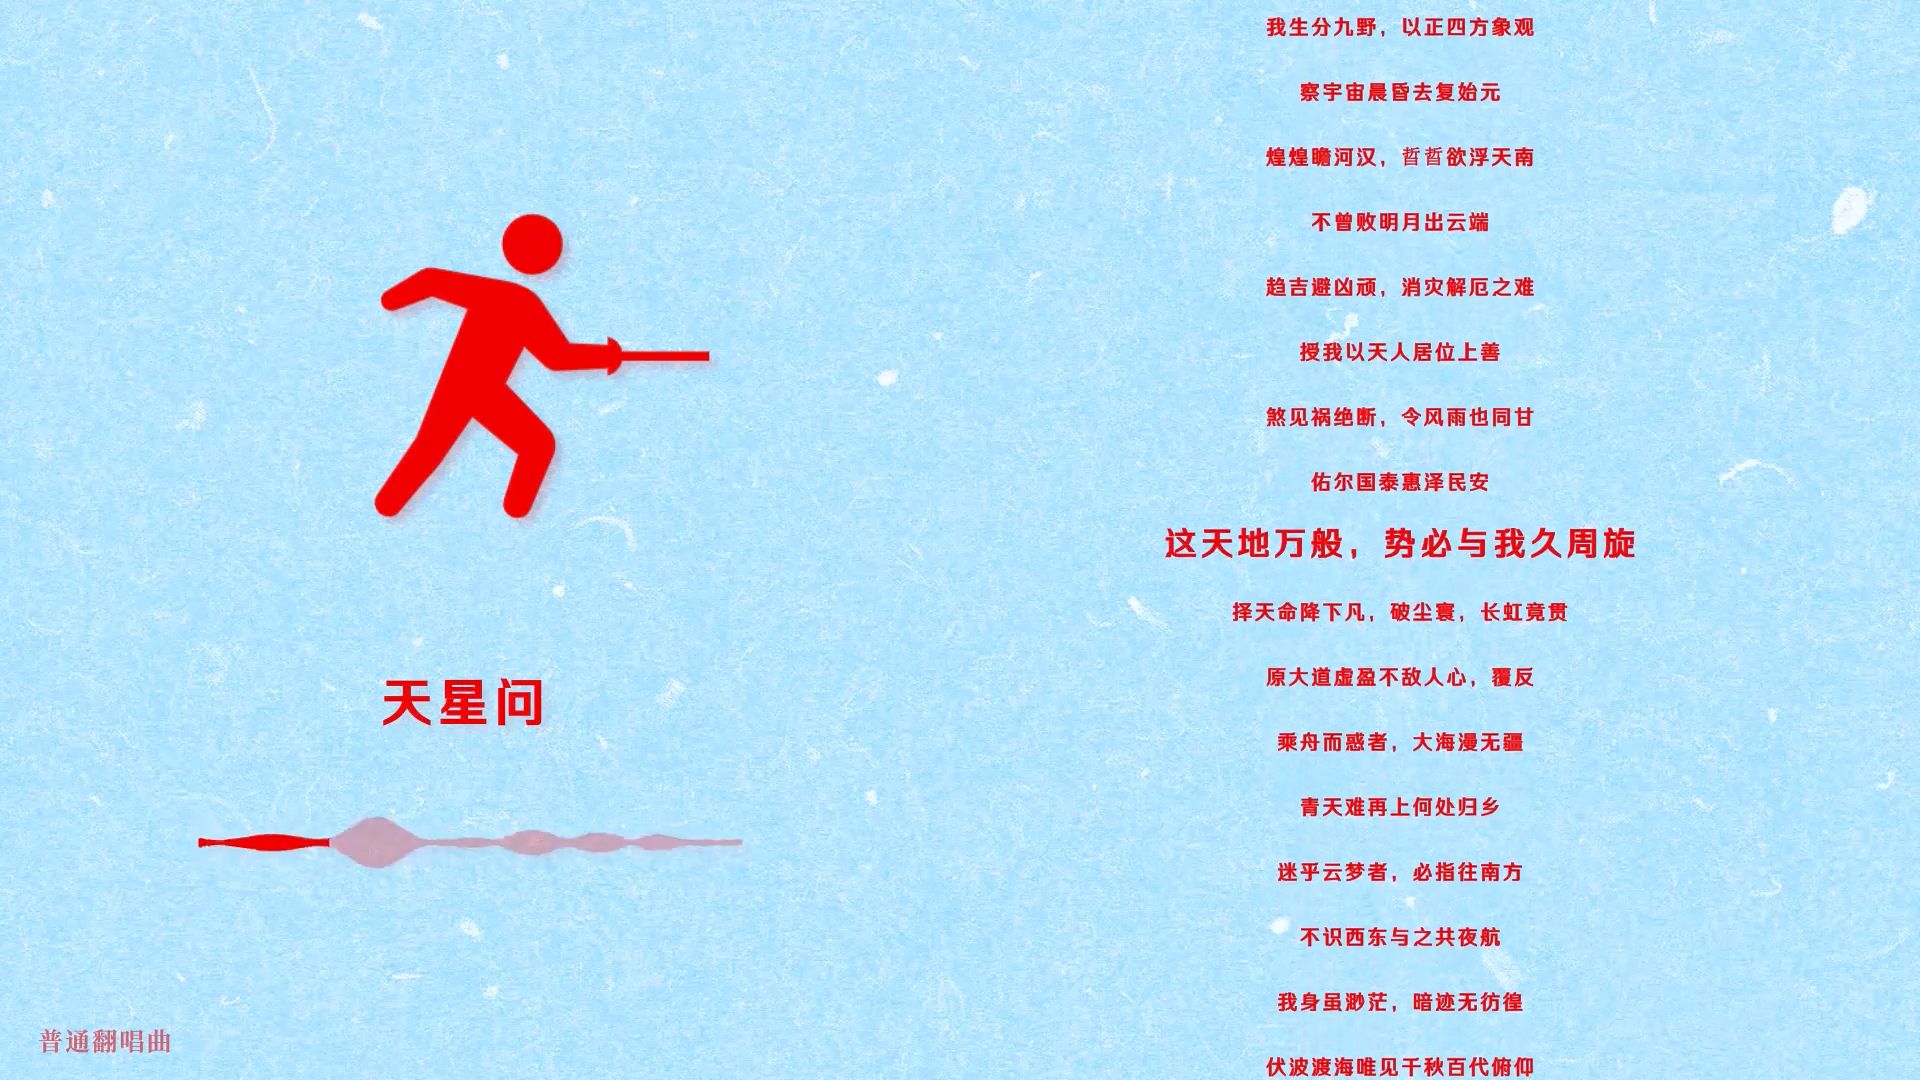 天星问
普通翻唱曲
我生分九野，以正四方象观
察宇宙晨昏去复始元
煌煌瞻河汉，晢晢欲浮天南
不曾败明月出云端
趋吉避凶顽，消灾解厄之难
授我以天人居位上善
煞见祸绝断，令风雨也同甘
佑尔国泰惠泽民安
这天地万般，势必与我久周旋
择天命降下凡，破尘寰，长虹竟贯
原大道虚盈不敌人心，覆反
乘舟而惑者，大海漫无疆
青天难再上何处归乡
迷乎云梦者，必指往南方
不识西东与之共夜航
我身虽渺茫，暗迹无彷徨
伏波渡海唯见千秋百代俯仰